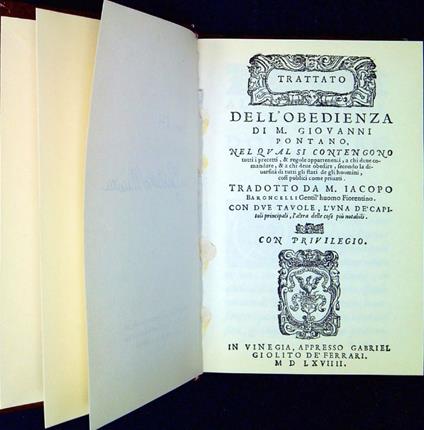 TRATTATO
DELL'OBEDIENZA
DI M. GIOVANNI
PONTANO,
NEL QVAL SI CONTENGONO
tutti i precetti, & regole appartenenti, a chi deue co-
mandare, & a chi deue obedire, secondo la di
uersità di tutti gli stati de gli huomini,
cosi publici come priuati.
TRADOTTO DA M. IACOPO
BARONCELLI Gentil'huomo Fiorentino.
CON DVE TAVOLE, L'VNA DE' CAPI-
toli principali, l'altra delle cose più notabili.
CON PRIVILEGIO.
IN VINEGIA, APPRESSO GABRIEL
GIOLITO DE' FERRARI.
M D LXVIIII.